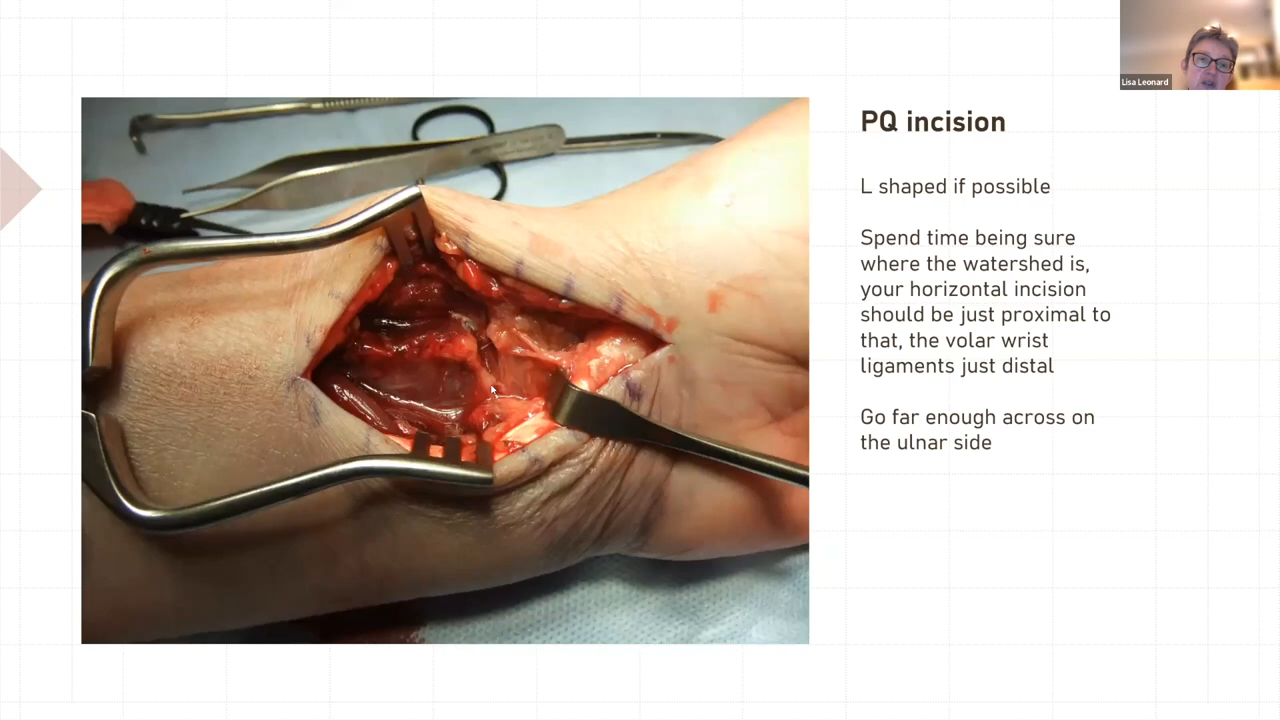 Lisa Leonard
PQ incision
L shaped if possible
Spend time being sure
where the watershed is,
your horizontal incision
should be just proximal to
that, the volar wrist
ligaments just distal
Go far enough across on
the ulnar side